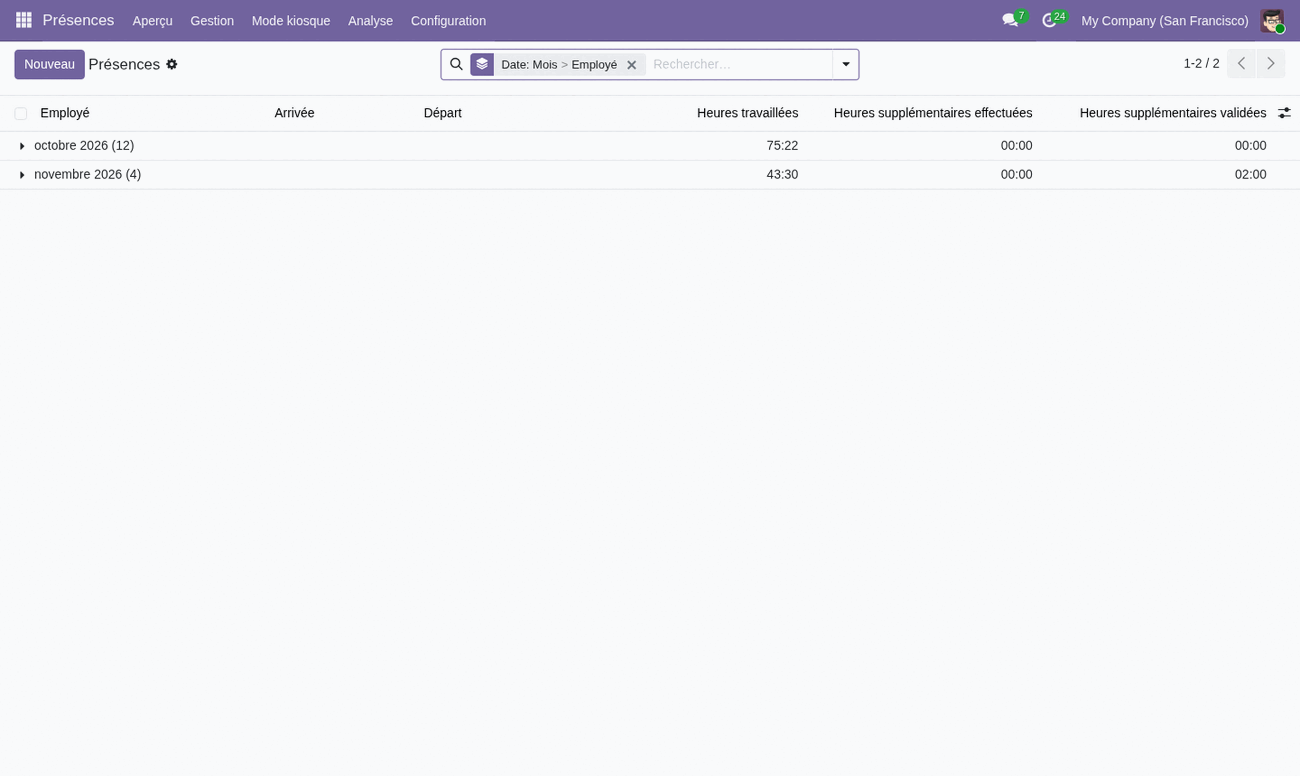 Présences Aperçu Gestion Mode kiosque Analyse Configuration 7 24 My Company (San Francisco)
Nouveau Présences Date: Mois > Employé Rechercher... 1-2 / 2
Employé Arrivée Départ Heures travaillées Heures supplémentaires effectuées Heures supplémentaires validées
octobre 2026 (12) 75:22 00:00 00:00
novembre 2026 (4) 43:30 00:00 02:00